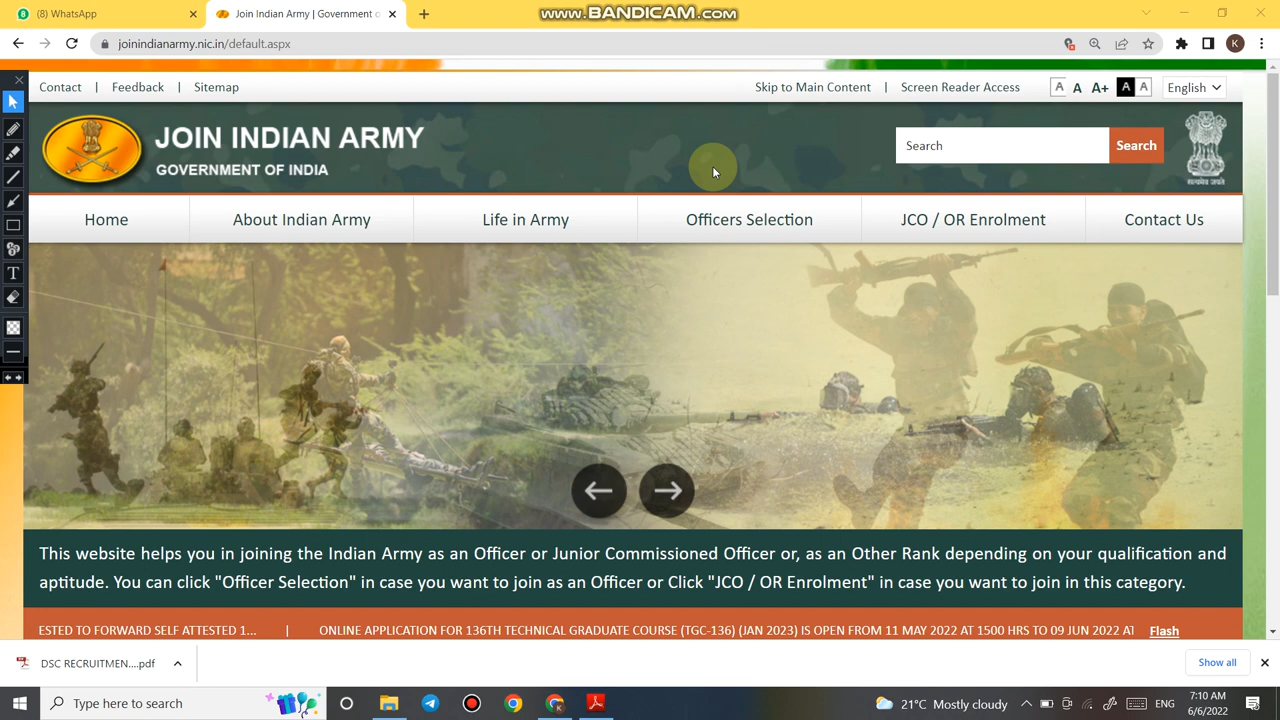 (8) WhatsApp
Join Indian Army | Government o
WWW.BANDICAM.COM
joinindianarmy.nic.in/default.aspx
K
Contact | Feedback | Sitemap
Skip to Main Content | Screen Reader Access
A A A+ A A
English
JOIN INDIAN ARMY
GOVERNMENT OF INDIA
Search
Search
सत्यमेव जयते
Home
About Indian Army
Life in Army
Officers Selection
JCO / OR Enrolment
Contact Us
T
This website helps you in joining the Indian Army as an Officer or Junior Commissioned Officer or, as an Other Rank depending on your qualification and
aptitude. You can click "Officer Selection" in case you want to join as an Officer or Click "JCO / OR Enrolment" in case you want to join in this category.
ESTED TO FORWARD SELF ATTESTED 1... | ONLINE APPLICATION FOR 136TH TECHNICAL GRADUATE COURSE (TGC-136) (JAN 2023) IS OPEN FROM 11 MAY 2022 AT 1500 HRS TO 09 JUN 2022 AT
Flash
DSC RECRUITMEN....pdf
Show all
Type here to search
21°C Mostly cloudy
ENG
7:10 AM
6/6/2022